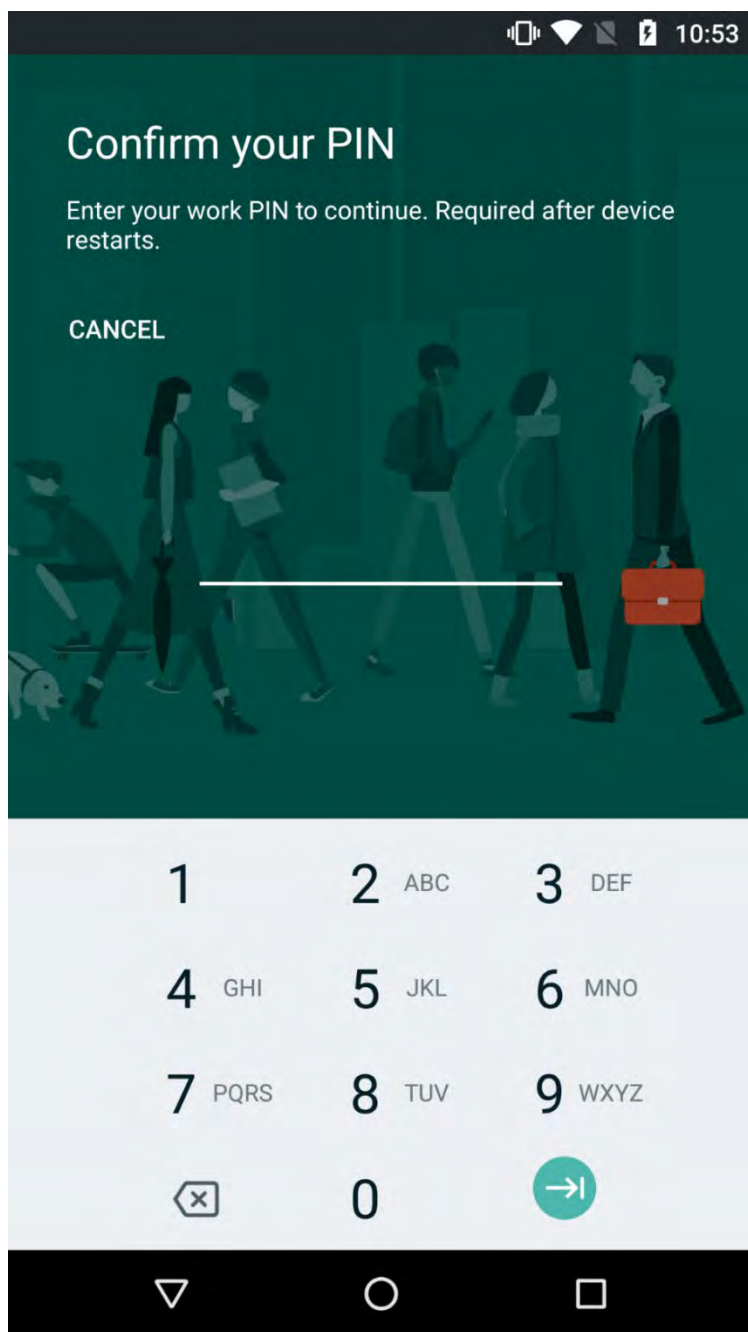 10:53
Confirm your PIN
Enter your work PIN to continue. Required after device
restarts.
CANCEL
1 2 ABC 3 DEF
4 GHI 5 JKL 6 MNO
7 PQRS 8 TUV 9 WXYZ
0